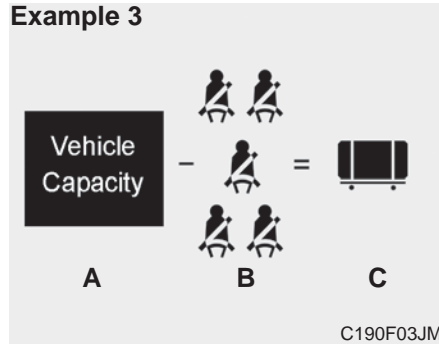 Example 3
Vehicle
Capacity
- =
A B C
C190F03JM